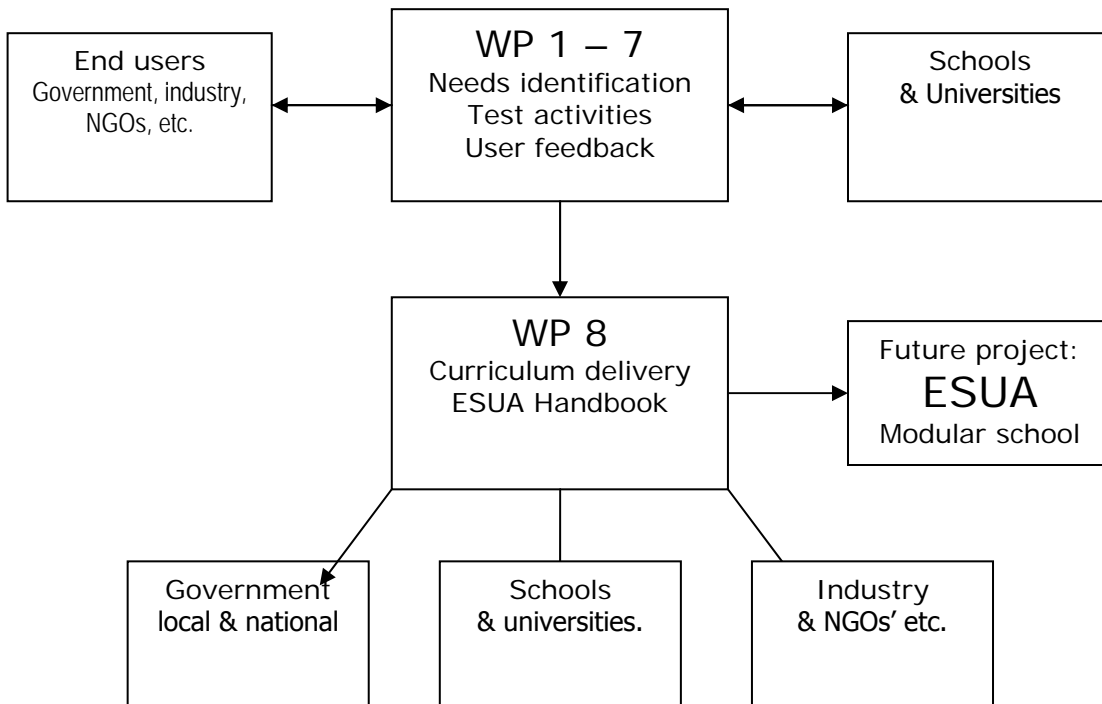 End users
Government, industry,
NGOs, etc.
WP 1 – 7
Needs identification
Test activities
User feedback
Schools
& Universities
WP 8
Curriculum delivery
ESUA Handbook
Future project:
ESUA
Modular school
Government
local & national
Schools
& universities.
Industry
& NGOs’ etc.